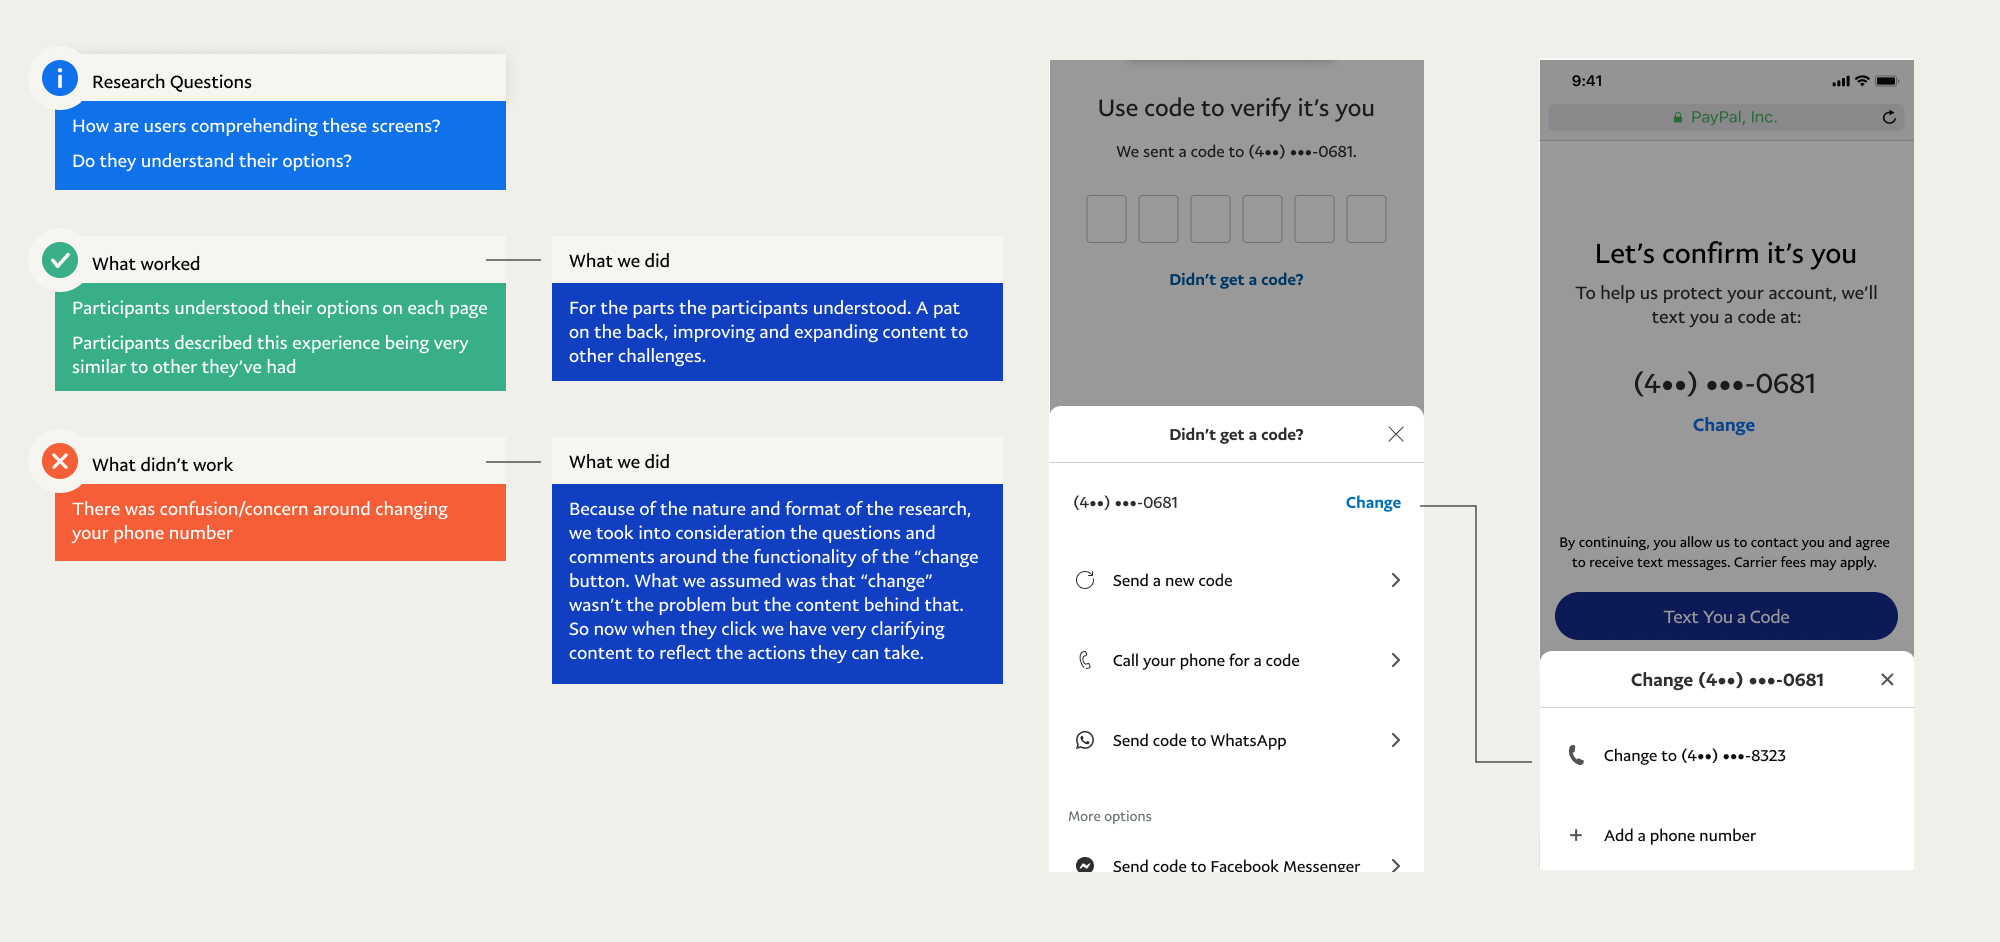 Research Questions
How are users comprehending these screens?
Do they understand their options?
What worked
Participants understood their options on each page
Participants described this experience being very
similar to other they've had
What we did
For the parts the participants understood. A pat
on the back, improving and expanding content to
other challenges.
What didn't work
There was confusion/concern around changing
your phone number
What we did
Because of the nature and format of the research,
we took into consideration the questions and
comments around the functionality of the “change
button. What we assumed was that “change”
wasn't the problem but the content behind that.
So now when they click we have very clarifying
content to reflect the actions they can take.
Use code to verify it's you
We sent a code to (4••) •••-0681.
Didn't get a code?
Didn't get a code?
(4••) •••-0681
Change
Send a new code
Call your phone for a code
Send code to WhatsApp
More options
Send code to Facebook Messenger
9:41
PayPal, Inc.
Let's confirm it's you
To help us protect your account, we'll
text you a code at:
(4••) •••-0681
Change
By continuing, you allow us to contact you and agree
to receive text messages. Carrier fees may apply.
Text You a Code
Change (4••) •••-0681
Change to (4••) •••-8323
Add a phone number